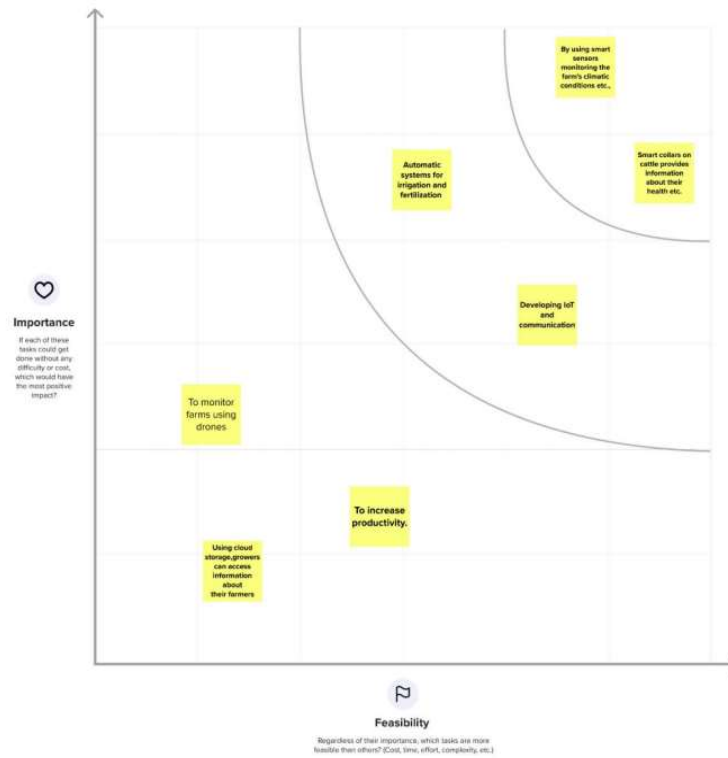 By using smart
sensors
monitoring the
farm's climatic
conditions etc.,
Automatic
systems for
irrigation and
fertilization
Smart collars on
cattle provides
information
about their
health etc.
Developing IoT
and
communication
Importance
If each of these
tasks could get
done without any
difficulty or cost,
which would have
the most positive
impact?
To monitor
farms using
drones
To increase
productivity.
Using cloud
storage,growers
can access
information
about
their farmers
Feasibility
Regardless of their importance, which tasks are more
feasible than others? (Cost, time, effort, complexity, etc.)